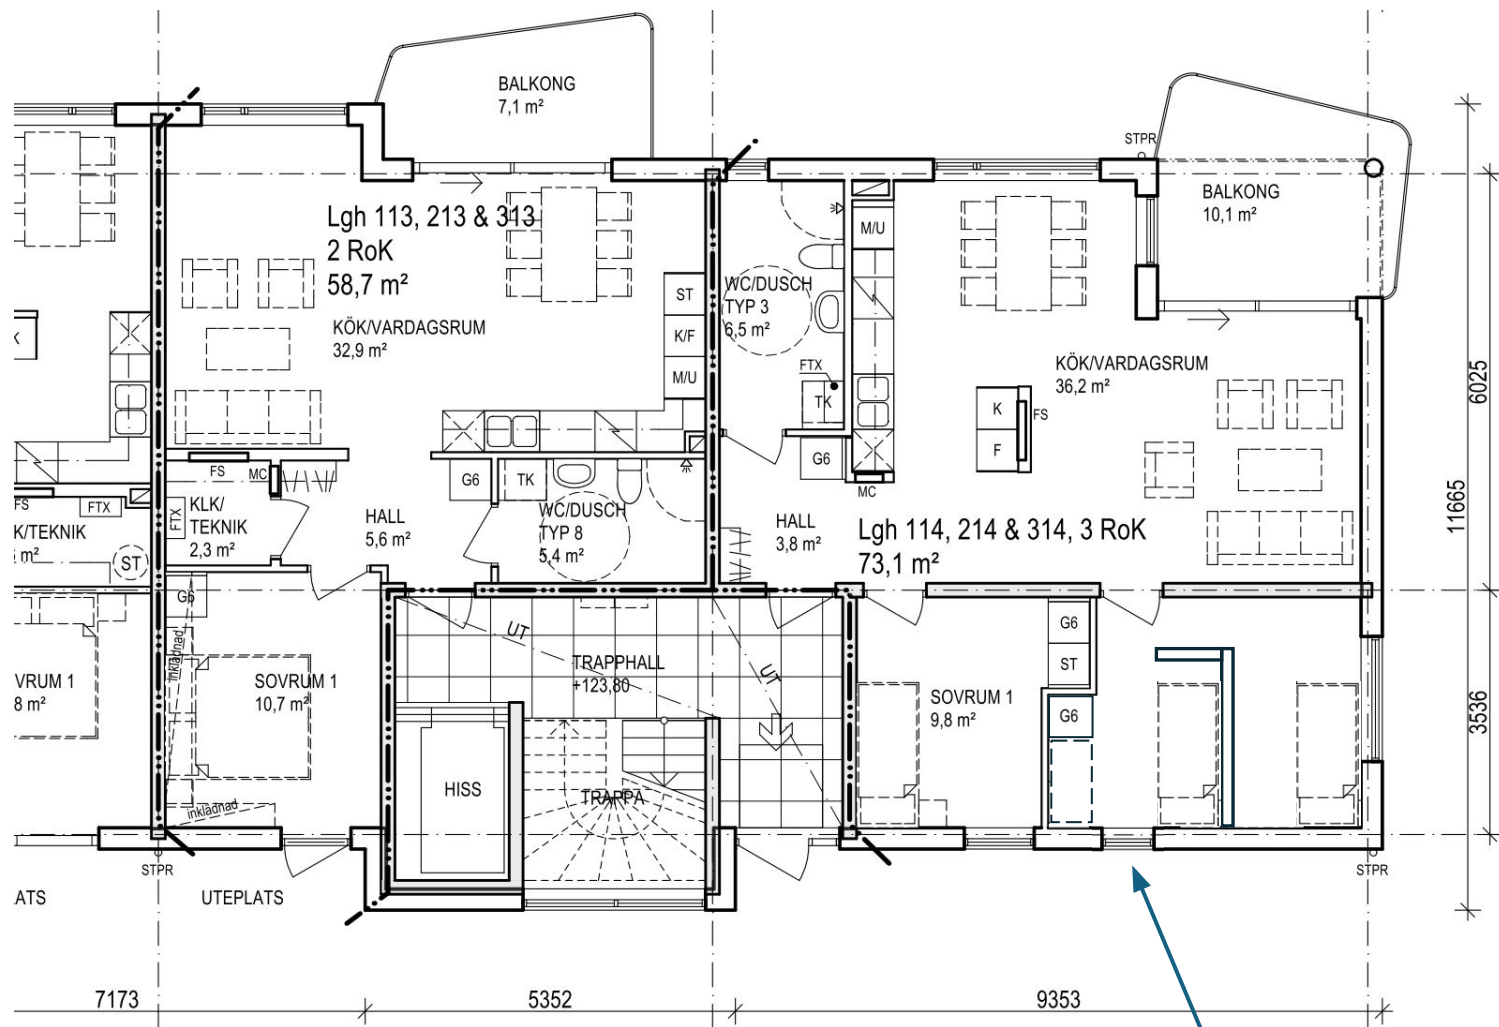 BALKONG
7,1 m²
STPR
BALKONG
10,1 m²
Lgh 113, 213 & 313
2 RoK
58,7 m²
KÖK/VARDAGSRUM
32,9 m²
ST
K/F
M/U
WC/DUSCH
TYP 3
6,5 m²
FTX
TK
M/U
KÖK/VARDAGSRUM
36,2 m²
K
F
FS
K
G6
MC
FS
MC
KLK/
TEKNIK
2,3 m²
FTX
HALL
5,6 m²
G6
TK
WC/DUSCH
TYP 8
5,4 m²
HALL
3,8 m²
Lgh 114, 214 & 314, 3 RoK
73,1 m²
FS
FTX
K/TEKNIK
m²
ST
G6
inklädnad
inklädnad
VRUM 1
8 m²
SOVRUM 1
10,7 m²
UT
TRAPPHALL
+123,80
UT
HISS
TRAPPA
SOVRUM 1
9,8 m²
G6
ST
G6
STPR
STPR
ATS
UTEPLATS
6025
11665
3536
7173
5352
9353